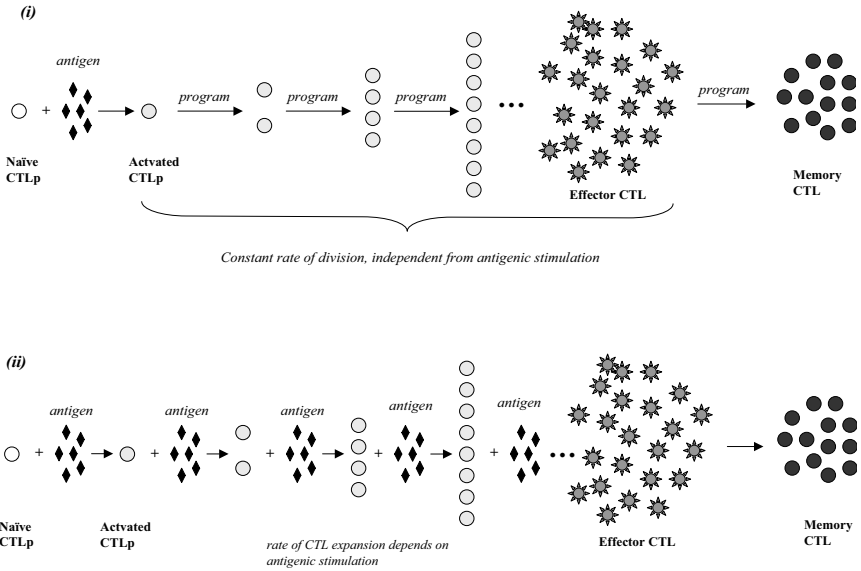 (i)
antigen
program
program
program
program
+
Naïve
CTLp
Actvated
CTLp
Effector CTL
Memory
CTL
Constant rate of division, independent from antigenic stimulation
(ii)
antigen
antigen
antigen
antigen
antigen
+
+
+
+
+
Naïve
CTLp
Actvated
CTLp
rate of CTL expansion depends on
antigenic stimulation
Effector CTL
Memory
CTL